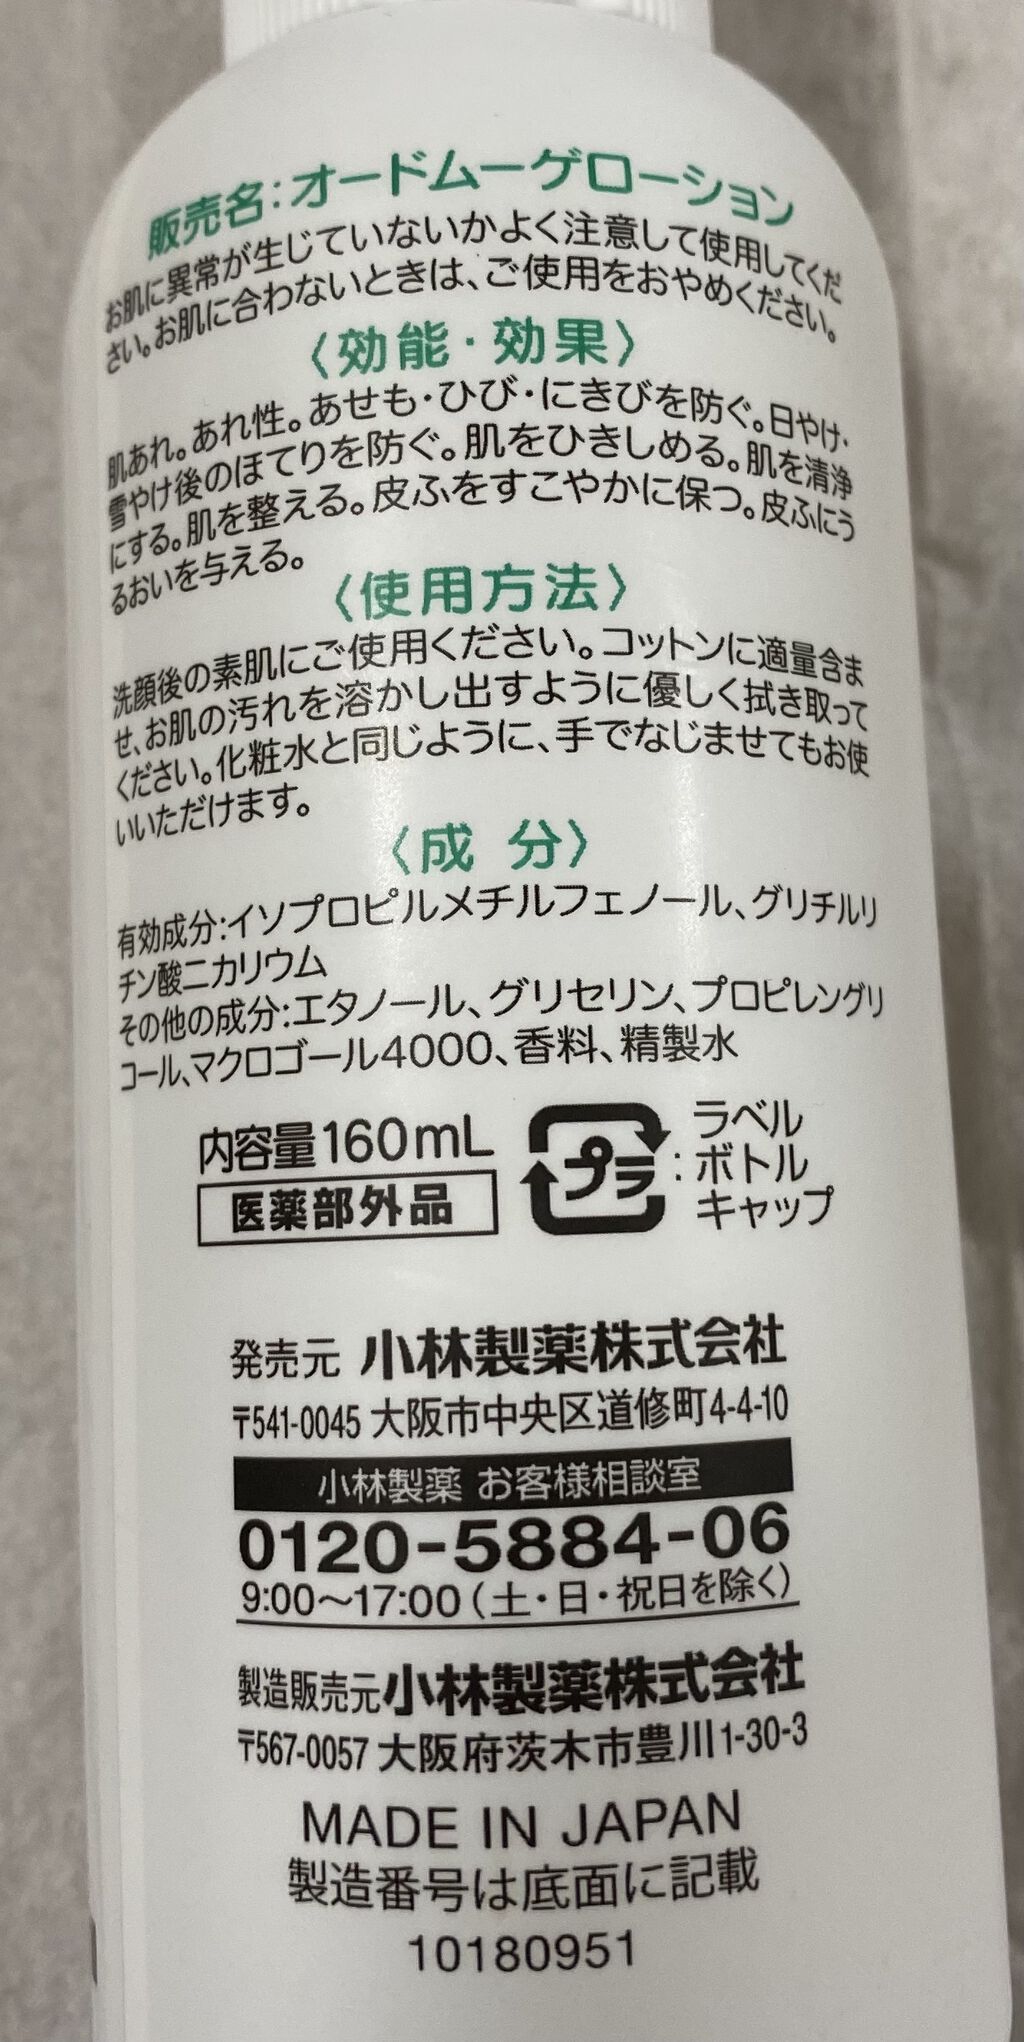 販売名：オードムーゲローション
お肌に異常が生じていないかよく注意して使用してくだ
さい。お肌に合わないときは、ご使用をおやめください。
〈効能・効果〉
肌あれ。あれ性。あせも・ひび・にきびを防ぐ。日やけ・
雪やけ後のほてりを防ぐ。肌をひきしめる。肌を清浄
にする。肌を整える。皮ふをすこやかに保つ。皮ふにう
るおいを与える。
〈使用方法〉
洗顔後の素肌にご使用ください。コットンに適量含ま
せ、お肌の汚れを溶かし出すように優しく拭き取って
ください。化粧水と同じように、手でなじませてもお使
いいただけます。
〈成 分〉
有効成分：イソプロピルメチルフェノール、グリチルリ
チン酸二カリウム
その他の成分：エタノール、グリセリン、プロピレングリ
コール、マクロゴール4000、香料、精製水
内容量160mL
医薬部外品
プラ：ラベル
ボトル
キャップ
発売元 小林製薬株式会社
〒541-0045 大阪市中央区道修町4-4-10
小林製薬 お客様相談室
0120-5884-06
9:00〜17:00（土・日・祝日を除く）
製造販売元 小林製薬株式会社
〒567-0057 大阪府茨木市豊川1-30-3
MADE IN JAPAN
製造番号は底面に記載
10180951